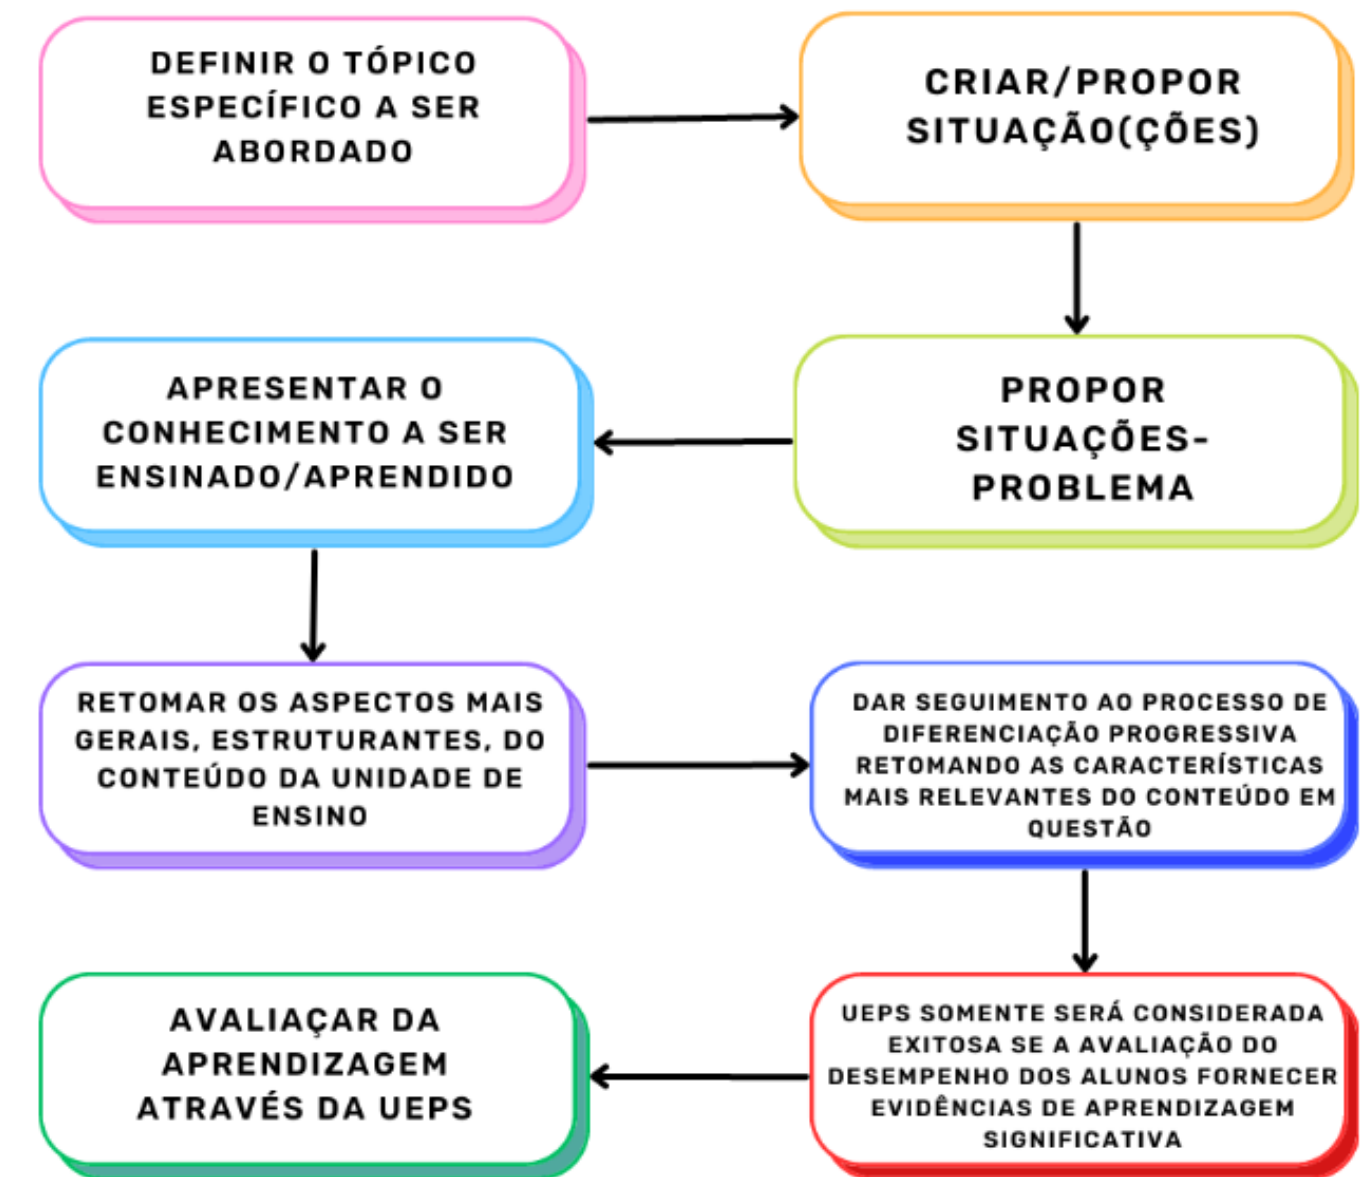 DEFINIR O TÓPICO
ESPECÍFICO A SER
ABORDADO
CRIAR/PROPOR
SITUAÇÃO(ÇÕES)
PROPOR
SITUAÇÕES-
PROBLEMA
APRESENTAR O
CONHECIMENTO A SER
ENSINADO/APRENDIDO
RETOMAR OS ASPECTOS MAIS
GERAIS, ESTRUTURANTES, DO
CONTEÚDO DA UNIDADE DE
ENSINO
DAR SEGUIMENTO AO PROCESSO DE
DIFERENCIAÇÃO PROGRESSIVA
RETOMANDO AS CARACTERÍSTICAS
MAIS RELEVANTES DO CONTEÚDO EM
QUESTÃO
UEPS SOMENTE SERÁ CONSIDERADA
EXITOSA SE A AVALIAÇÃO DO
DESEMPENHO DOS ALUNOS FORNECER
EVIDÊNCIAS DE APRENDIZAGEM
SIGNIFICATIVA
AVALIAÇAR DA
APRENDIZAGEM
ATRAVÉS DA UEPS